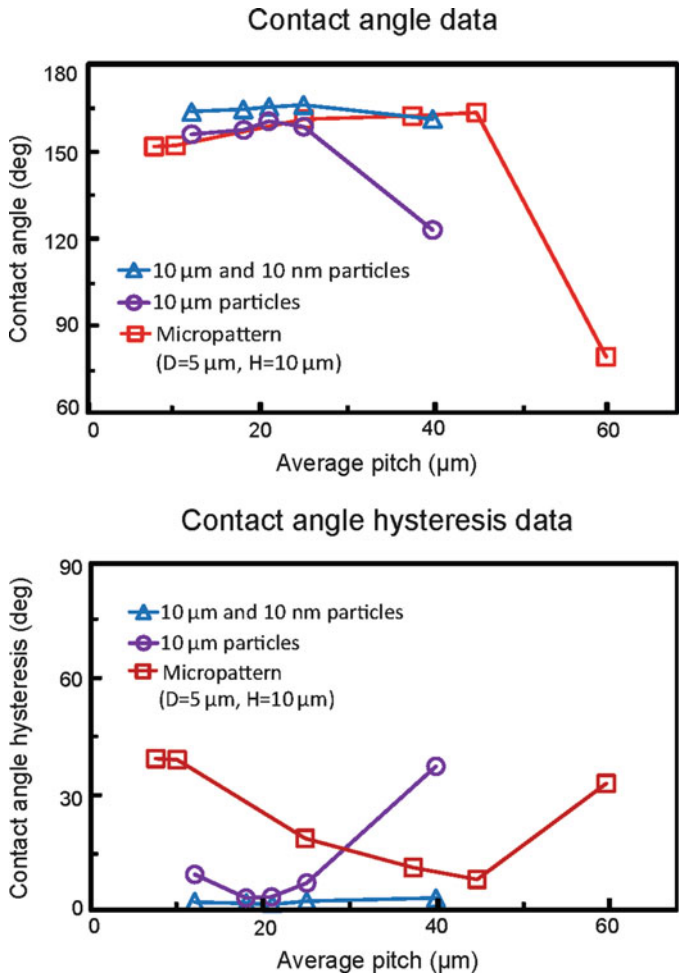 Contact angle data
Contact angle (deg)
180
150
120
90
60
10 µm and 10 nm particles
10 µm particles
Micropattern
(D=5 µm, H=10 µm)
0
20
40
60
Average pitch (µm)
Contact angle hysteresis data
Contact angle hysteresis (deg)
90
60
30
0
10 µm and 10 nm particles
10 µm particles
Micropattern
(D=5 µm, H=10 µm)
0
20
40
60
Average pitch (µm)